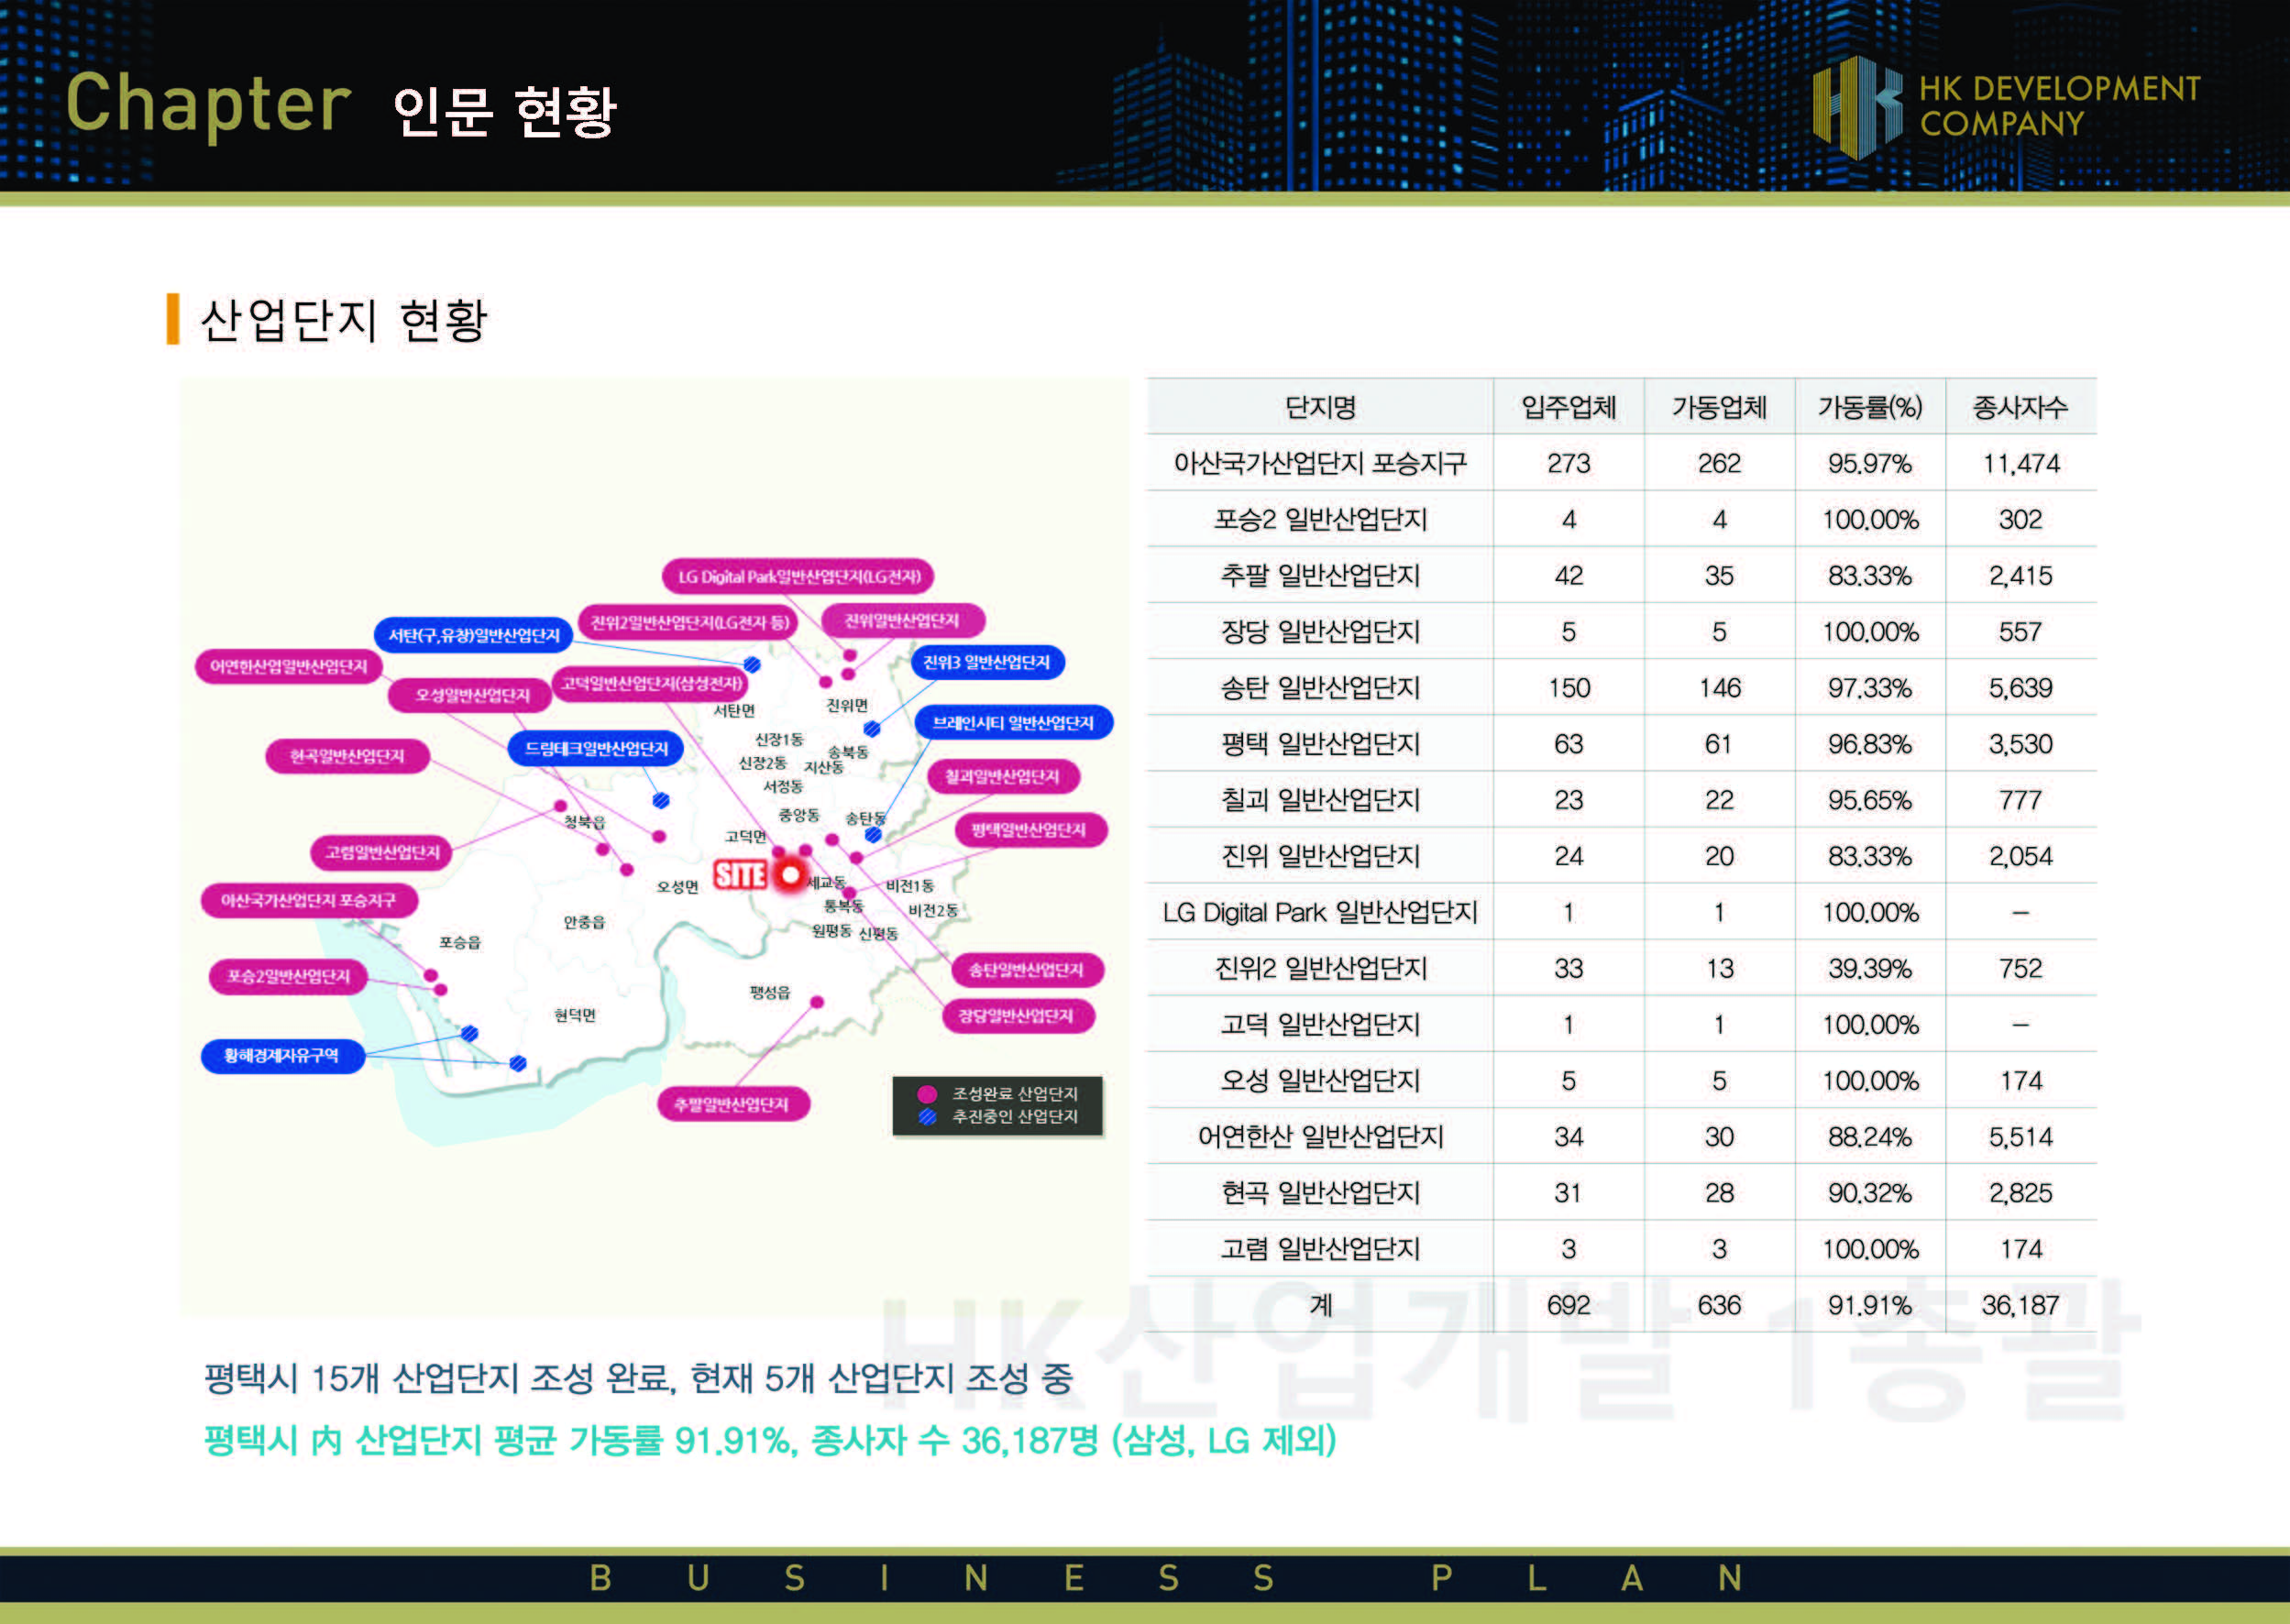 Chapter 인문 현황
HK DEVELOPMENT
COMPANY
산업단지 현황
LG Digital Park일반산업단지(LG전자)
진위2일반산업단지(LG전자 등)
진위일반산업단지
서탄(구,유창)일반산업단지
어연한산업일반산업단지
고덕일반산업단지(삼성전자)
진위3 일반산업단지
오성일반산업단지
서탄면
진위면
브레인시티 일반산업단지
신장1동
송북동
드림테크일반산업단지
현곡일반산업단지
신장2동
지산동
서정동
칠괴일반산업단지
중앙동
송탄동
청북읍
고덕면
평택일반산업단지
고렴일반산업단지
SITE
세교동
비전1동
오성면
아산국가산업단지 포승지구
통복동
비전2동
안중읍
원평동
신평동
포승읍
송탄일반산업단지
포승2일반산업단지
팽성읍
현덕면
장당일반산업단지
황해경제자유구역
추팔일반산업단지
조성완료 산업단지
추진중인 산업단지
단지명 입주업체 가동업체 가동률(%) 종사자수
아산국가산업단지 포승지구 273 262 95.97% 11,474
포승2 일반산업단지 4 4 100.00% 302
추팔 일반산업단지 42 35 83.33% 2,415
장당 일반산업단지 5 5 100.00% 557
송탄 일반산업단지 150 146 97.33% 5,639
평택 일반산업단지 63 61 96.83% 3,530
칠괴 일반산업단지 23 22 95.65% 777
진위 일반산업단지 24 20 83.33% 2,054
LG Digital Park 일반산업단지 1 1 100.00% –
진위2 일반산업단지 33 13 39.39% 752
고덕 일반산업단지 1 1 100.00% –
오성 일반산업단지 5 5 100.00% 174
어연한산 일반산업단지 34 30 88.24% 5,514
현곡 일반산업단지 31 28 90.32% 2,825
고렴 일반산업단지 3 3 100.00% 174
계 692 636 91.91% 36,187
HK산업개발 1총괄
평택시 15개 산업단지 조성 완료, 현재 5개 산업단지 조성 중
평택시 內 산업단지 평균 가동률 91.91%, 종사자 수 36,187명 (삼성, LG 제외)
BUSINESS PLAN